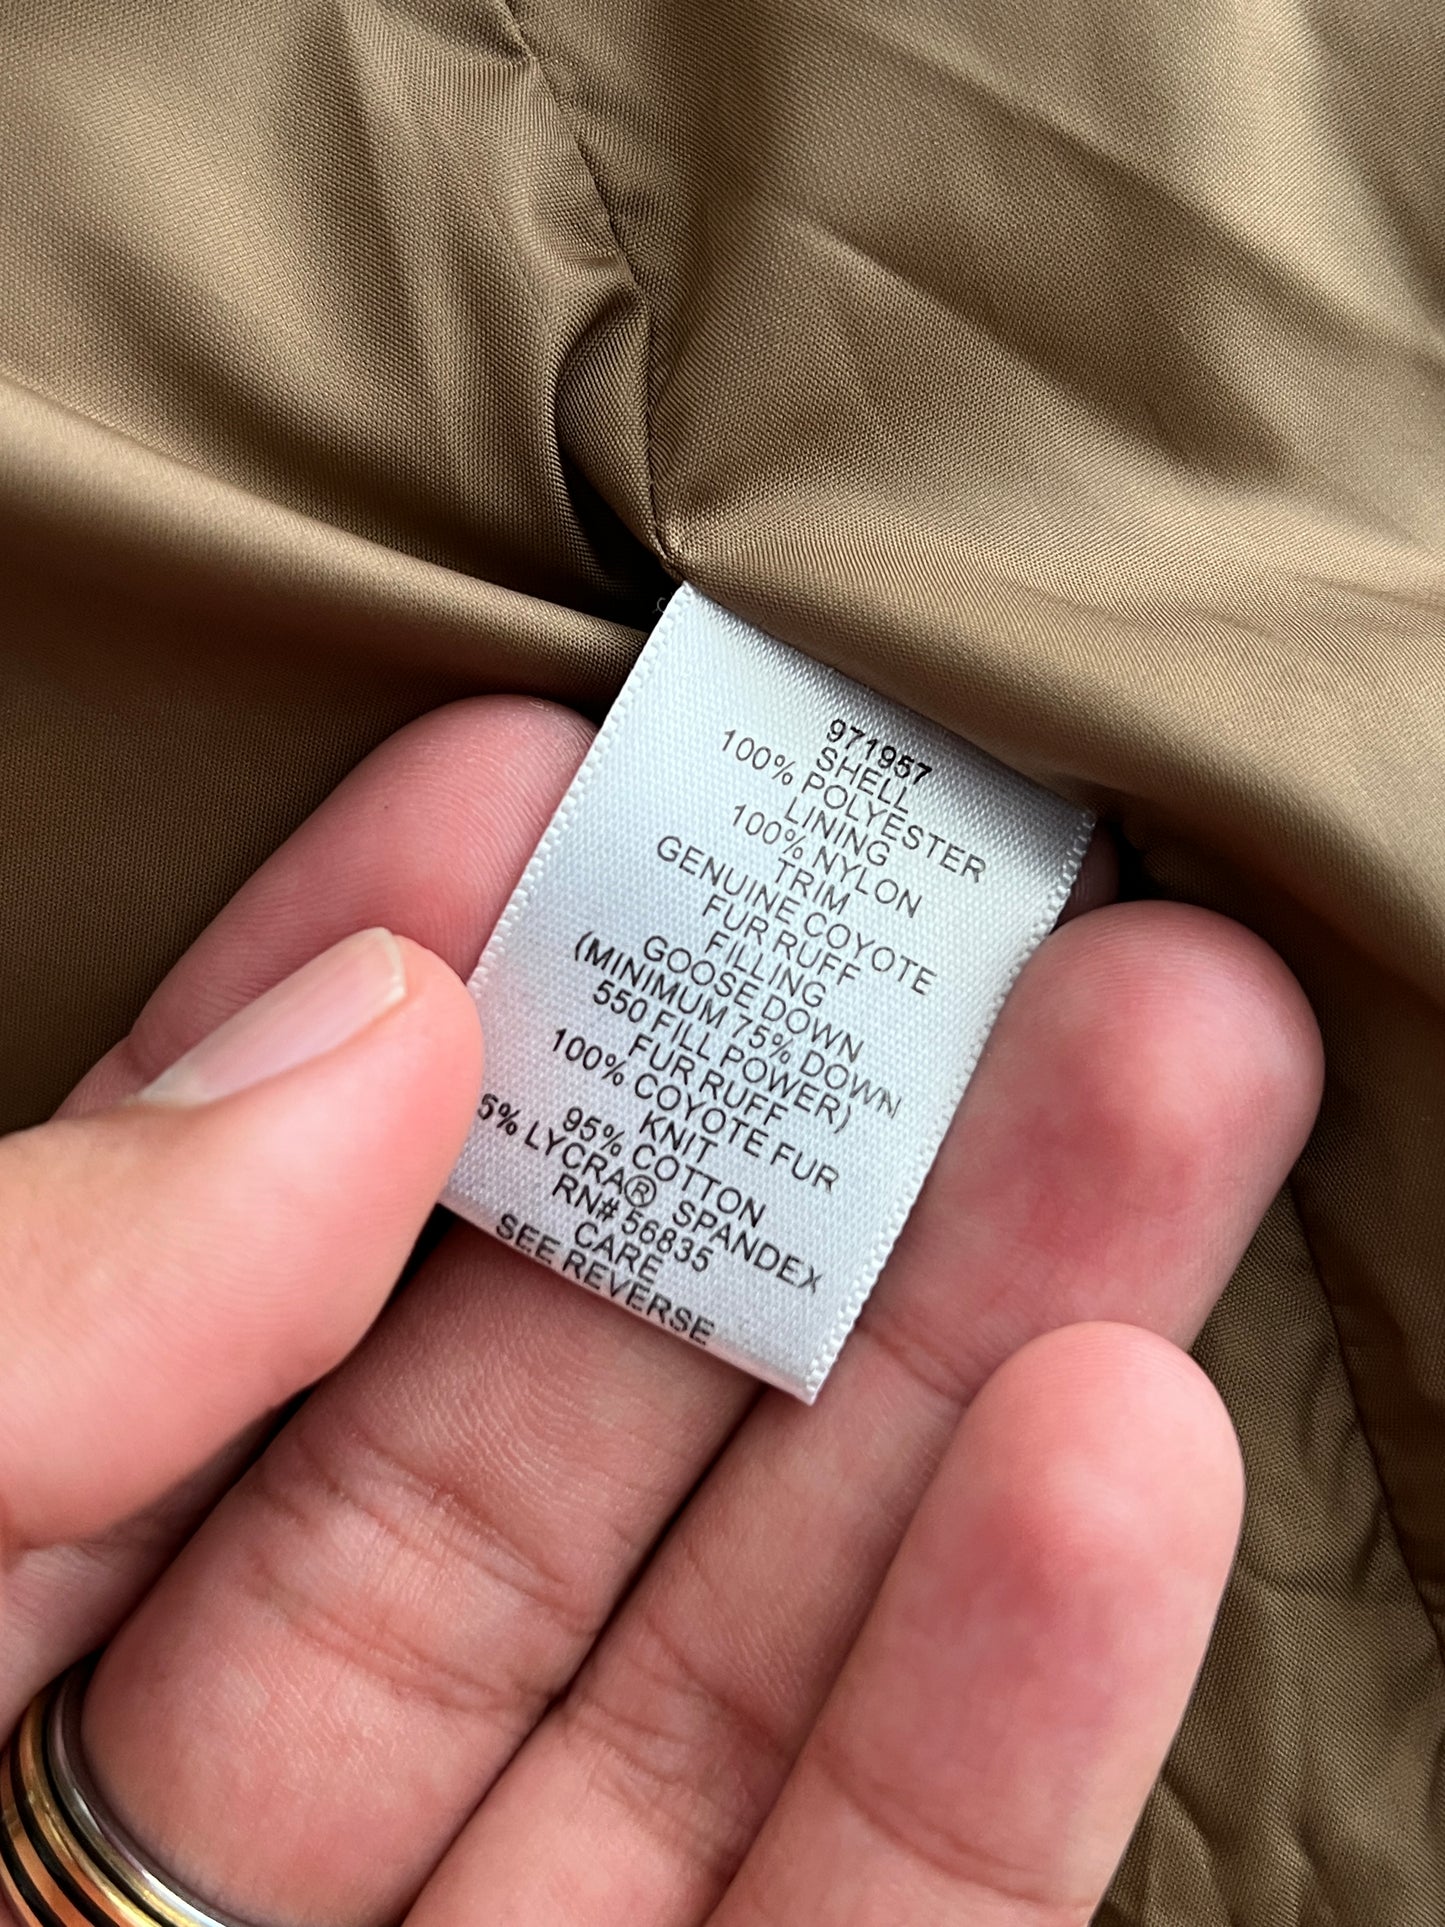 971957
SHELL
100% POLYESTER
LINING
100% NYLON
TRIM
GENUINE COYOTE
FUR RUFF
FILLING
GOOSE DOWN
(MINIMUM 75% DOWN
550 FILL POWER)
FUR RUFF
100% COYOTE FUR
KNIT
95% COTTON
5% LYCRA® SPANDEX
RN# 56835
CARE
SEE REVERSE